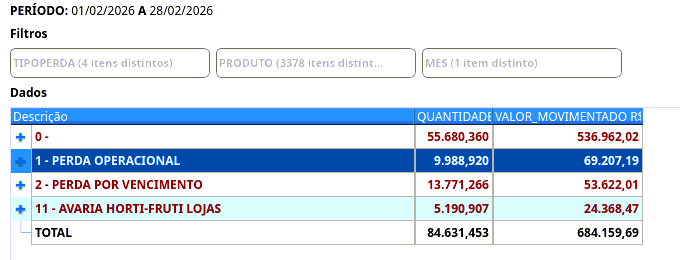 PERÍODO: 01/02/2026 A 28/02/2026
Filtros
TIPOPERDA (4 itens distintos) PRODUTO (3378 itens distint... MES (1 item distinto)
Dados
Descrição QUANTIDADE VALOR_MOVIMENTADO R$
0 - 55.680,360 536.962,02
1 - PERDA OPERACIONAL 9.988,920 69.207,19
2 - PERDA POR VENCIMENTO 13.771,266 53.622,01
11 - AVARIA HORTI-FRUTI LOJAS 5.190,907 24.368,47
TOTAL 84.631,453 684.159,69